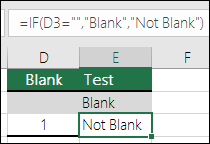 =IF(D3="","Blank","Not Blank")
D E F
Blank Test
Blank
1 Not Blank